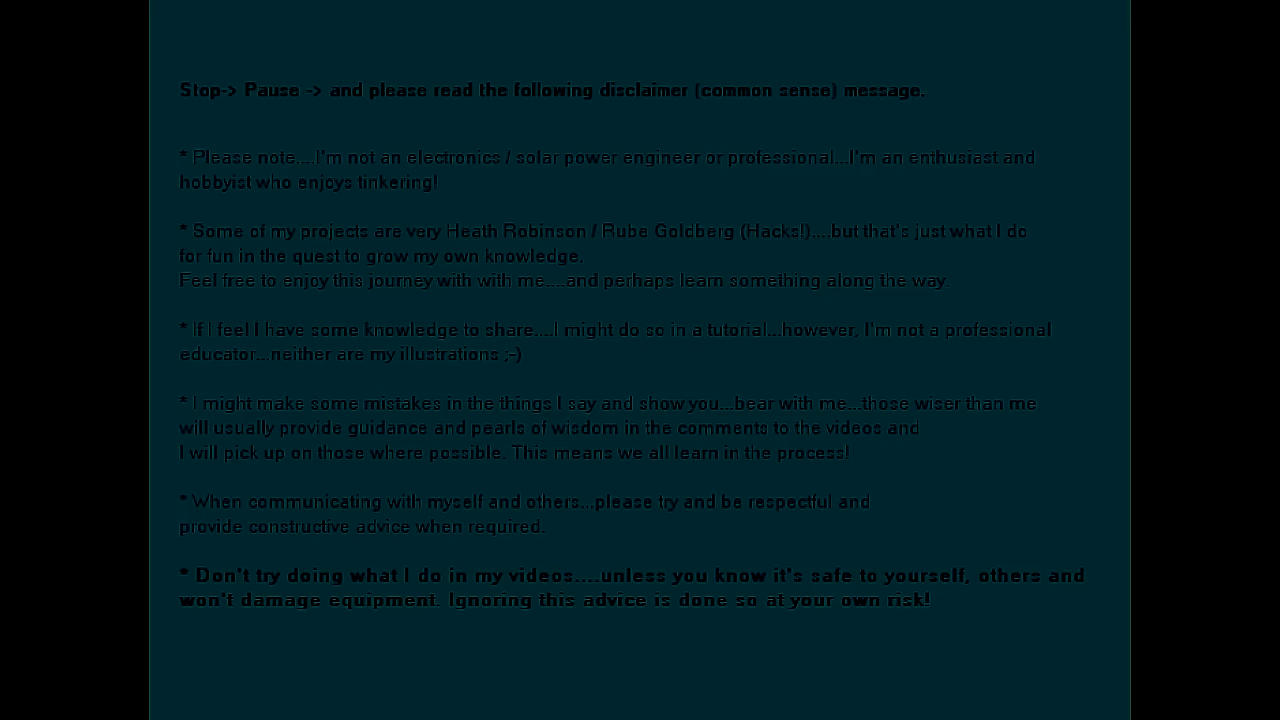 Stop-> Pause -> and please read the following disclaimer (common sense) message.
* Please note....I'm not an electronics / solar power engineer or professional...I'm an enthusiast and
hobbyist who enjoys tinkering!
* Some of my projects are very Heath Robinson / Rube Goldberg (Hacks!)....but that's just what I do
for fun in the quest to grow my own knowledge.
Feel free to enjoy this journey with with me....and perhaps learn something along the way.
* If I feel I have some knowledge to share....I might do so in a tutorial...however, I'm not a professional
educator...neither are my illustrations ;-)
* I might make some mistakes in the things I say and show you...bear with me...those wiser than me
will usually provide guidance and pearls of wisdom in the comments to the videos and
I will pick up on those where possible. This means we all learn in the process!
* When communicating with myself and others...please try and be respectful and
provide constructive advice when required.
* Don't try doing what I do in my videos....unless you know it's safe to yourself, others and
won't damage equipment. Ignoring this advice is done so at your own risk!